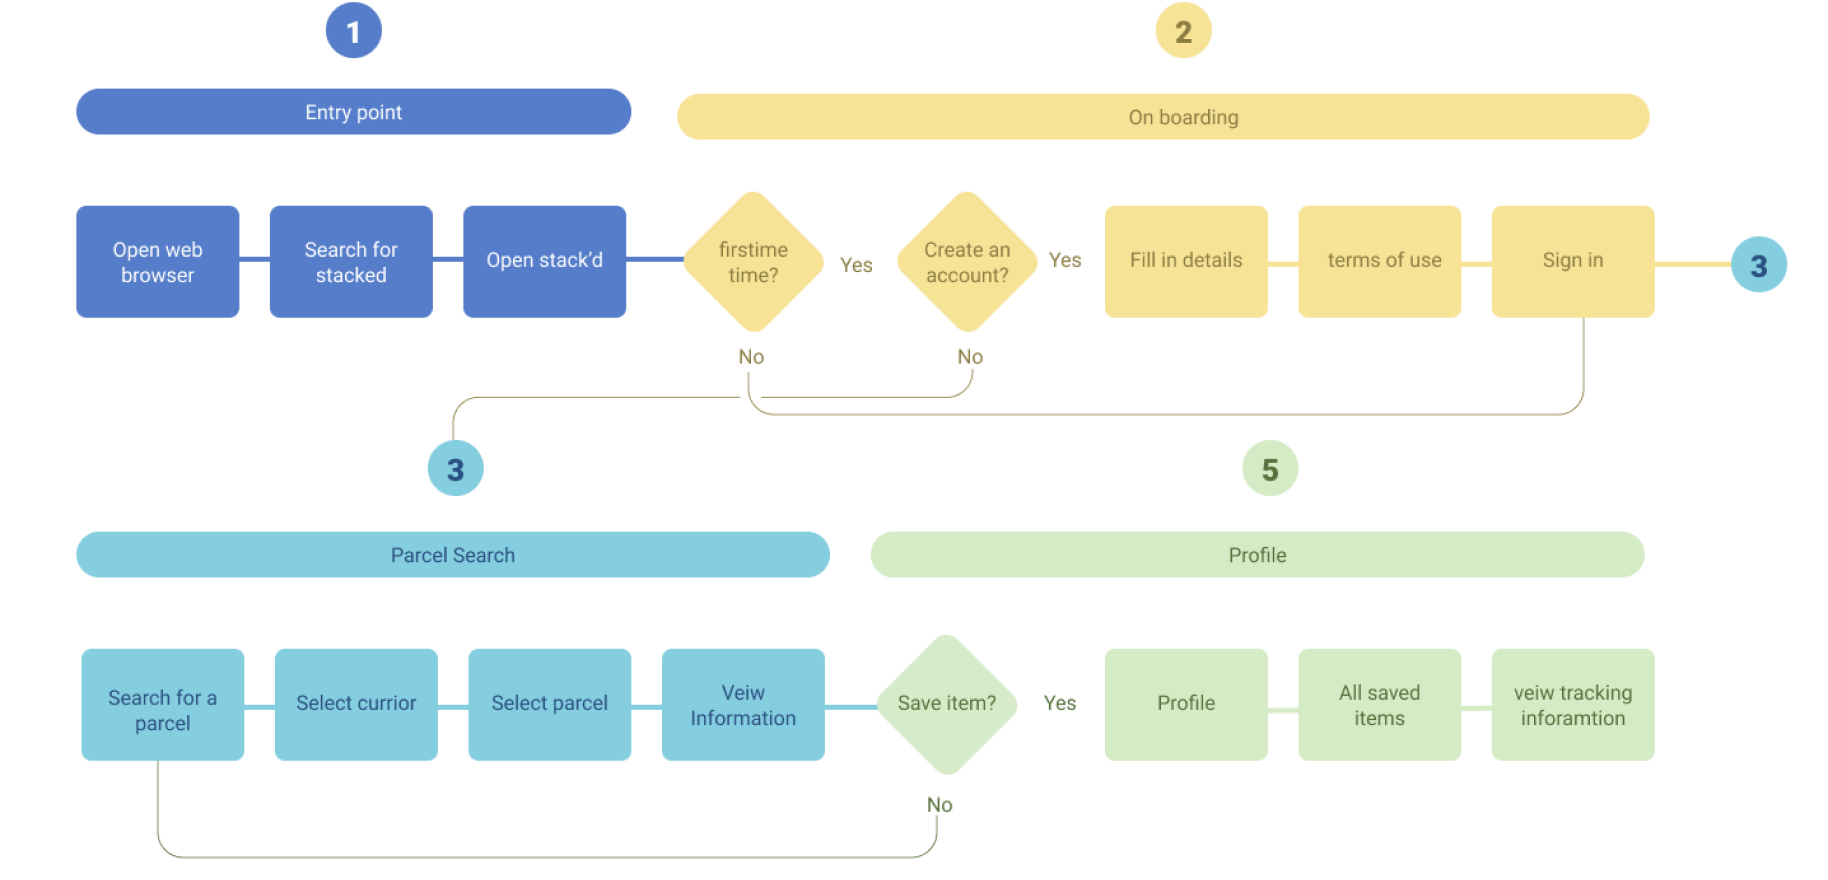 1
2
Entry point
On boarding
Open web
browser
Search for
stacked
Open stack’d
firstime
time?
Yes
Create an
account?
Yes
Fill in details
terms of use
Sign in
3
No
No
3
5
Parcel Search
Profile
Search for a
parcel
Select currior
Select parcel
Veiw
Information
Save item?
Yes
Profile
All saved
items
veiw tracking
inforamtion
No